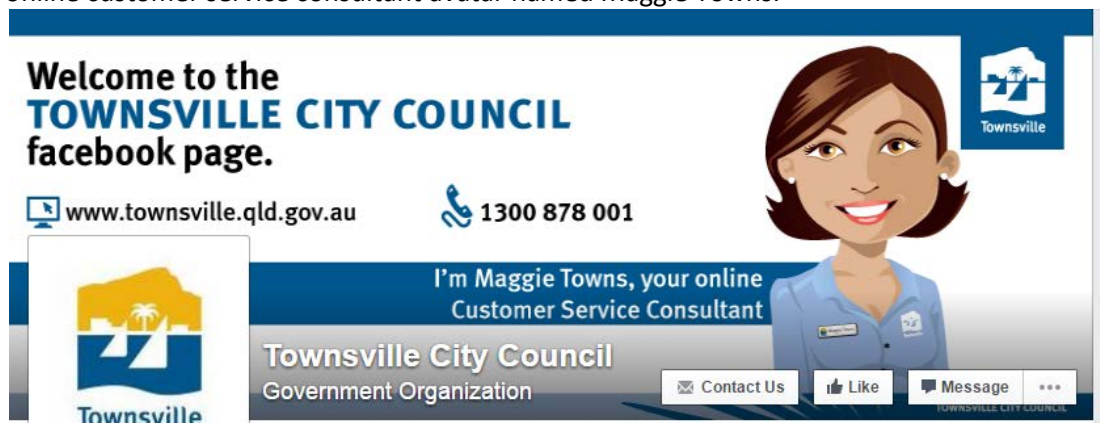 Welcome to the
TOWNSVILLE CITY COUNCIL
facebook page.
www.townsville.qld.gov.au
1300 878 001
Townsville
I'm Maggie Towns, your online
Customer Service Consultant
Townsville City Council
Government Organization
Contact Us
Like
Message
Townsville
TOWNSVILLE CITY COUNCIL